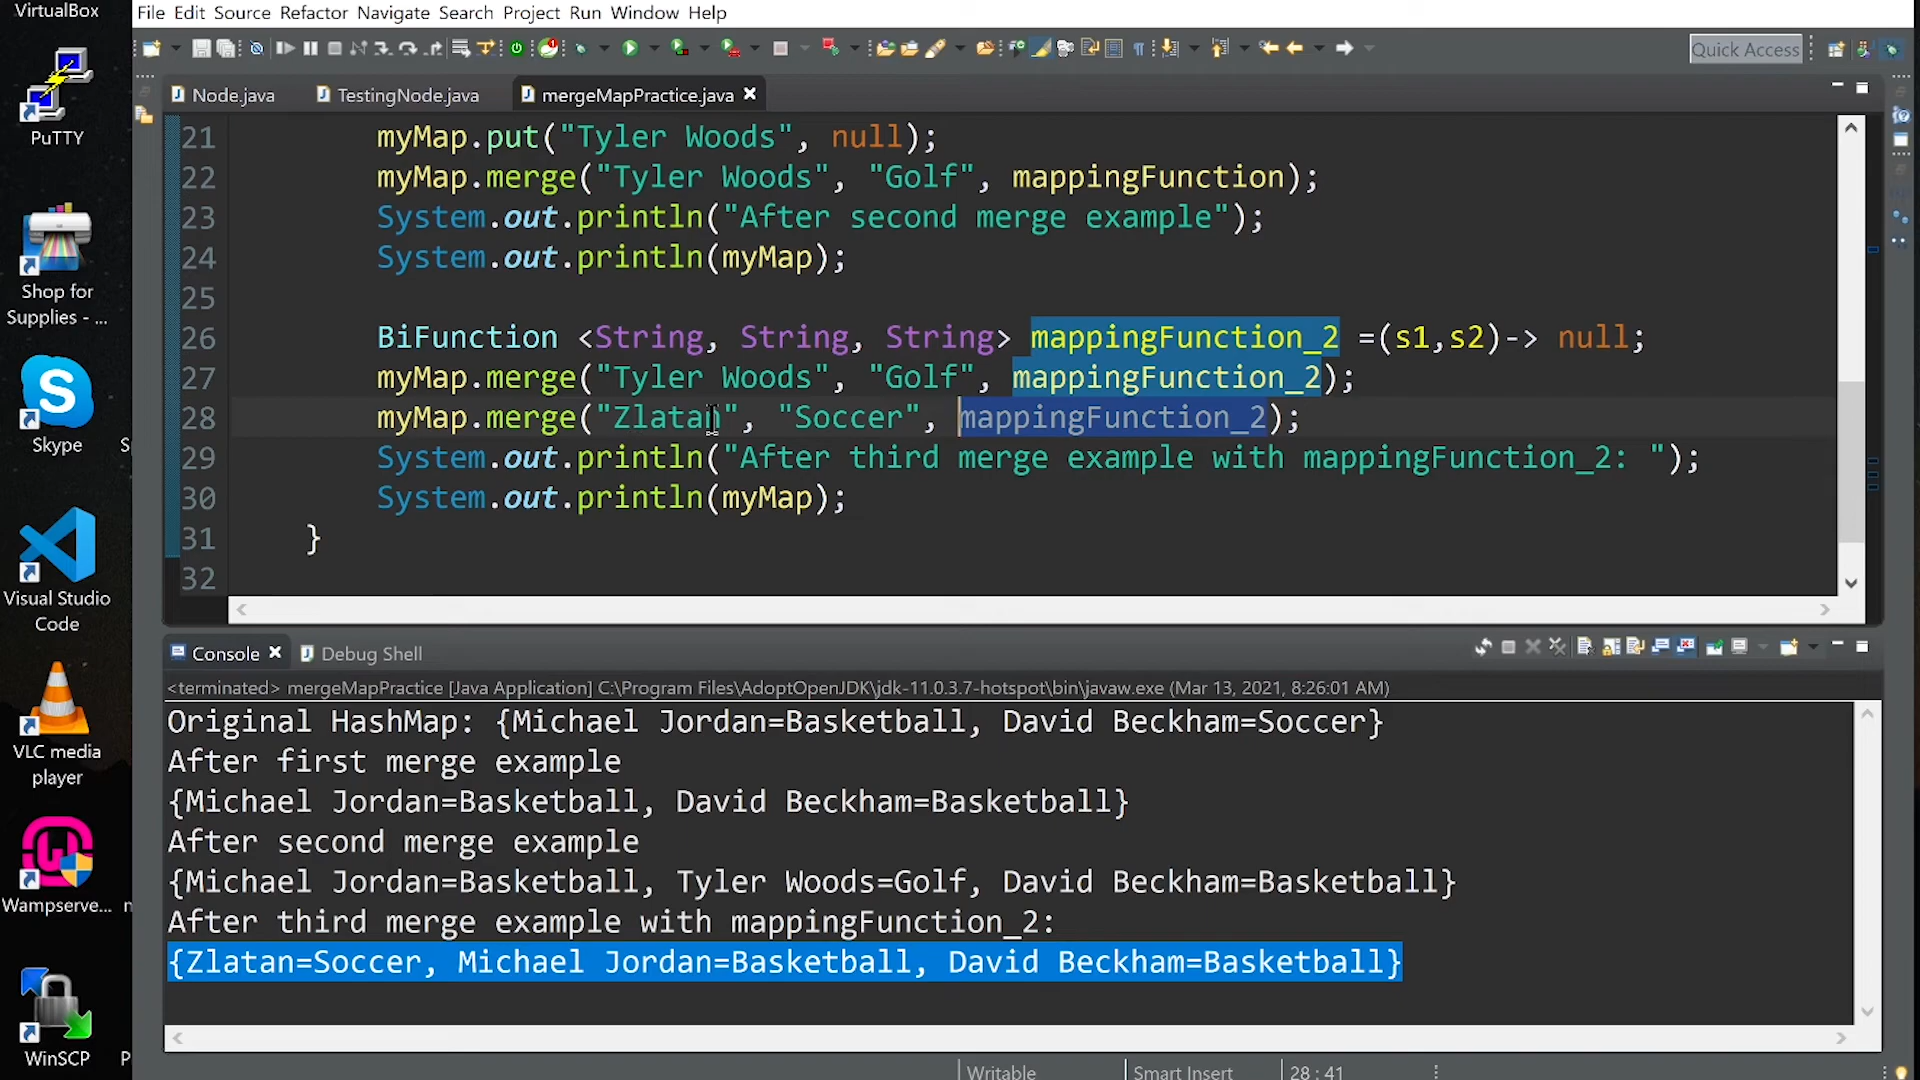 VirtualBox
File Edit Source Refactor Navigate Search Project Run Window Help
Quick Access
PuTTY
Node.java TestingNode.java mergeMapPractice.java
21 myMap.put("Tyler Woods", null);
22 myMap.merge("Tyler Woods", "Golf", mappingFunction);
23 System.out.println("After second merge example");
24 System.out.println(myMap);
25
26 BiFunction <String, String, String> mappingFunction_2 =(s1,s2)-> null;
27 myMap.merge("Tyler Woods", "Golf", mappingFunction_2);
28 myMap.merge("Zlatan", "Soccer", mappingFunction_2);
29 System.out.println("After third merge example with mappingFunction_2: ");
30 System.out.println(myMap);
31 }
32
Shop for
Supplies - ...
Skype S
Visual Studio
Code
VLC media
player
Wampserve...
WinSCP P
Console Debug Shell
<terminated> mergeMapPractice [Java Application] C:\Program Files\AdoptOpenJDK\jdk-11.0.3.7-hotspot\bin\javaw.exe (Mar 13, 2021, 8:26:01 AM)
Original HashMap: {Michael Jordan=Basketball, David Beckham=Soccer}
After first merge example
{Michael Jordan=Basketball, David Beckham=Basketball}
After second merge example
{Michael Jordan=Basketball, Tyler Woods=Golf, David Beckham=Basketball}
After third merge example with mappingFunction_2:
{Zlatan=Soccer, Michael Jordan=Basketball, David Beckham=Basketball}
Writable Smart Insert 28 : 41